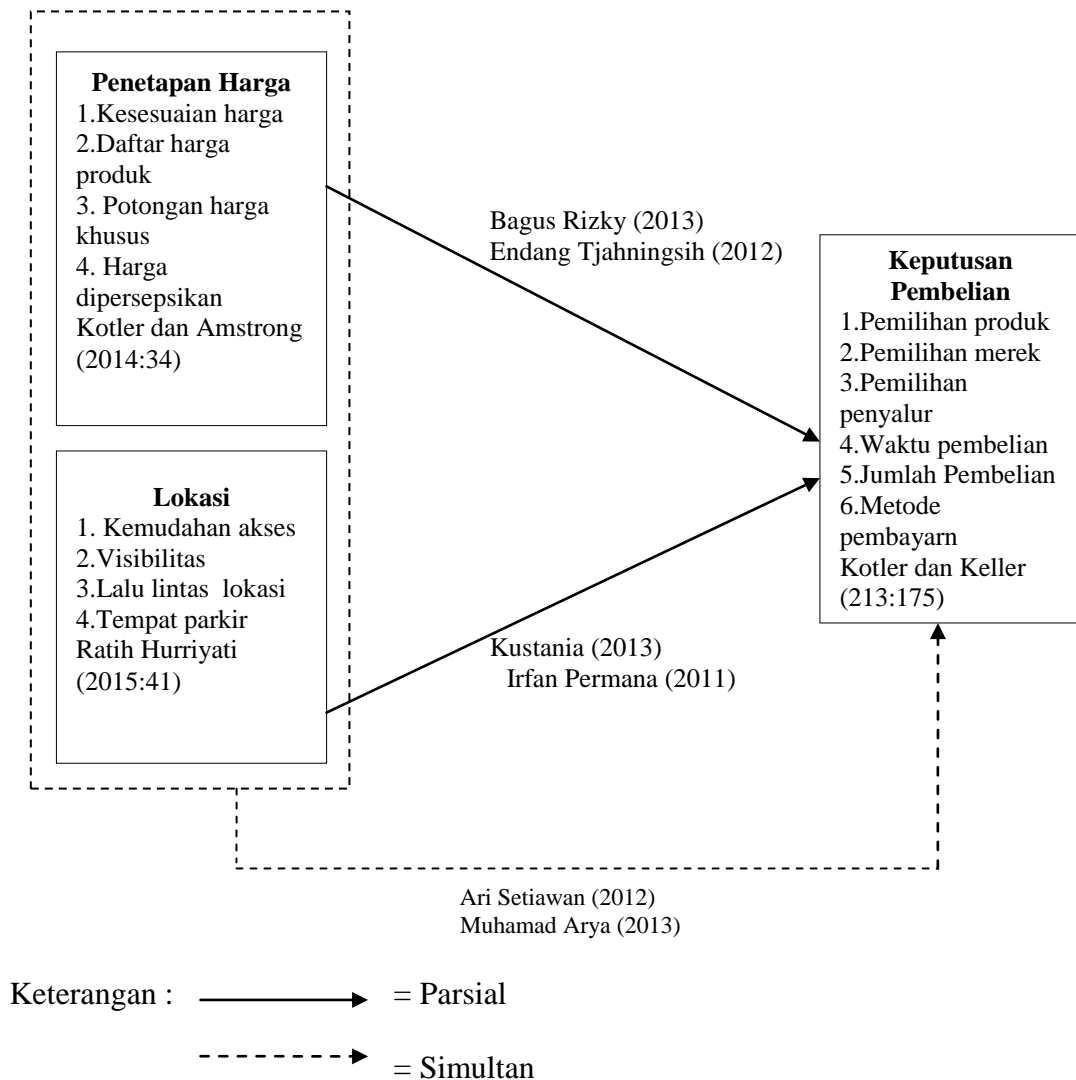 Penetapan Harga
1.Kesesuaian harga
2.Daftar harga
produk
3. Potongan harga
khusus
4. Harga
dipersepsikan
Kotler dan Amstrong
(2014:34)
Lokasi
1. Kemudahan akses
2.Visibilitas
3.Lalu lintas lokasi
4.Tempat parkir
Ratih Hurriyati
(2015:41)
Bagus Rizky (2013)
Endang Tjahningsih (2012)
Kustania (2013)
Irfan Permana (2011)
Keputusan
Pembelian
1.Pemilihan produk
2.Pemilihan merek
3.Pemilihan
penyalur
4.Waktu pembelian
5.Jumlah Pembelian
6.Metode
pembayarn
Kotler dan Keller
(213:175)
Ari Setiawan (2012)
Muhamad Arya (2013)
Keterangan :
= Parsial
= Simultan